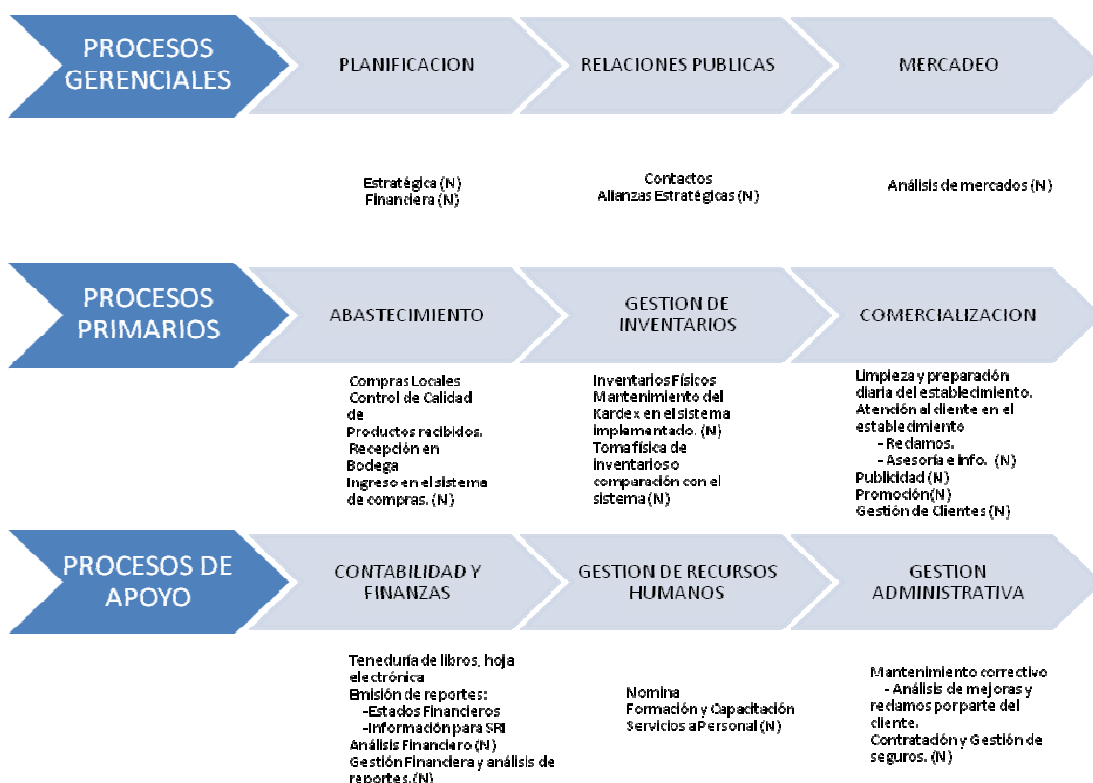 PROCESOS
GERENCIALES
PLANIFICACION
RELACIONES PUBLICAS
MERCADEO
Estratégica (N)
Financiera (N)
Contactos
Alianzas Estratégicas (N)
Análisis de mercados (N)
PROCESOS
PRIMARIOS
ABASTECIMIENTO
GESTION DE
INVENTARIOS
COMERCIALIZACION
Compras Locales
Control de Calidad
de
Productos recibidos.
Recepción en
Bodega
Ingreso en el sistema
de compras. (N)
Inventarios Físicos
Mantenimiento del
Kardex en el sistema
implementado. (N)
Toma física de
inventarios o
comparación con el
sistema (N)
Limpieza y preparación
diaria del establecimiento.
Atención al cliente en el
establecimiento
- Reclamos.
- Asesoría e info. (N)
Publicidad (N)
Promoción(N)
Gestión de Clientes (N)
PROCESOS DE
APOYO
CONTABILIDAD Y
FINANZAS
GESTION DE RECURSOS
HUMANOS
GESTION
ADMINISTRATIVA
Teneduría de libros, hoja
electrónica
Emisión de reportes:
-Estados Financieros
-Información para SRI
Análisis Financiero (N)
Gestión Financiera y análisis de
reportes.(N)
Nomina
Formación y Capacitación
Servicios a Personal (N)
Mantenimiento correctivo
- Análisis de mejoras y
reclamos por parte del
cliente.
Contratación y Gestión de
seguros. (N)